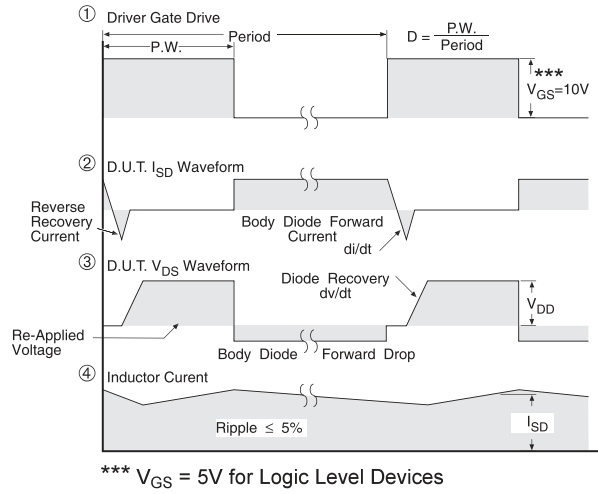 ① Driver Gate Drive
P.W.
Period
D = P.W.
Period
***
VGS=10V
② D.U.T. ISD Waveform
Reverse
Recovery
Current
Body Diode Forward
Current
di/dt
③ D.U.T. VDS Waveform
Diode Recovery
dv/dt
VDD
Re-Applied
Voltage
Body Diode Forward Drop
④ Inductor Curent
Ripple ≤ 5%
ISD
*** VGS = 5V for Logic Level Devices